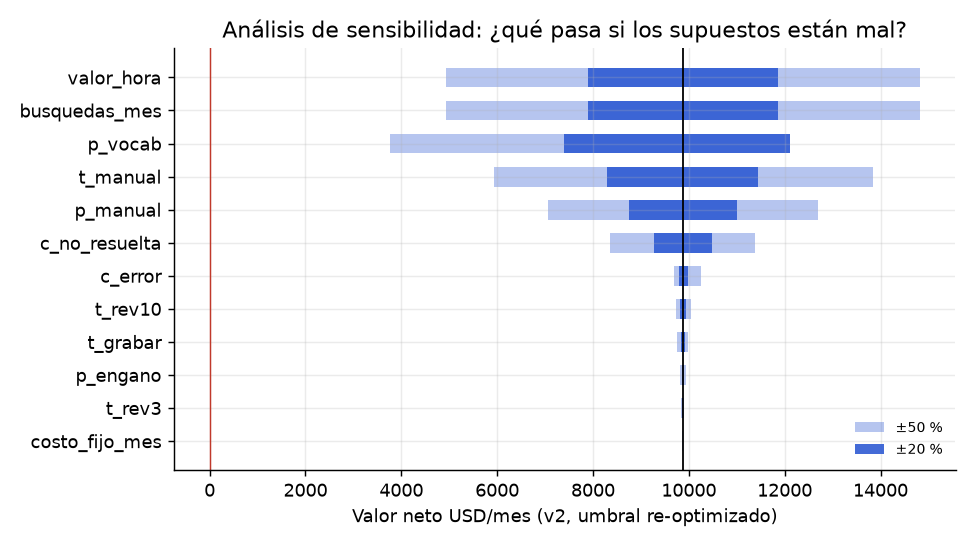 Análisis de sensibilidad: ¿qué pasa si los supuestos están mal?
valor_hora
busquedas_mes
p_vocab
t_manual
p_manual
c_no_resuelta
c_error
t_rev10
t_grabar
p_engano
t_rev3
costo_fijo_mes
±50 %
±20 %
0 2000 4000 6000 8000 10000 12000 14000
Valor neto USD/mes (v2, umbral re-optimizado)